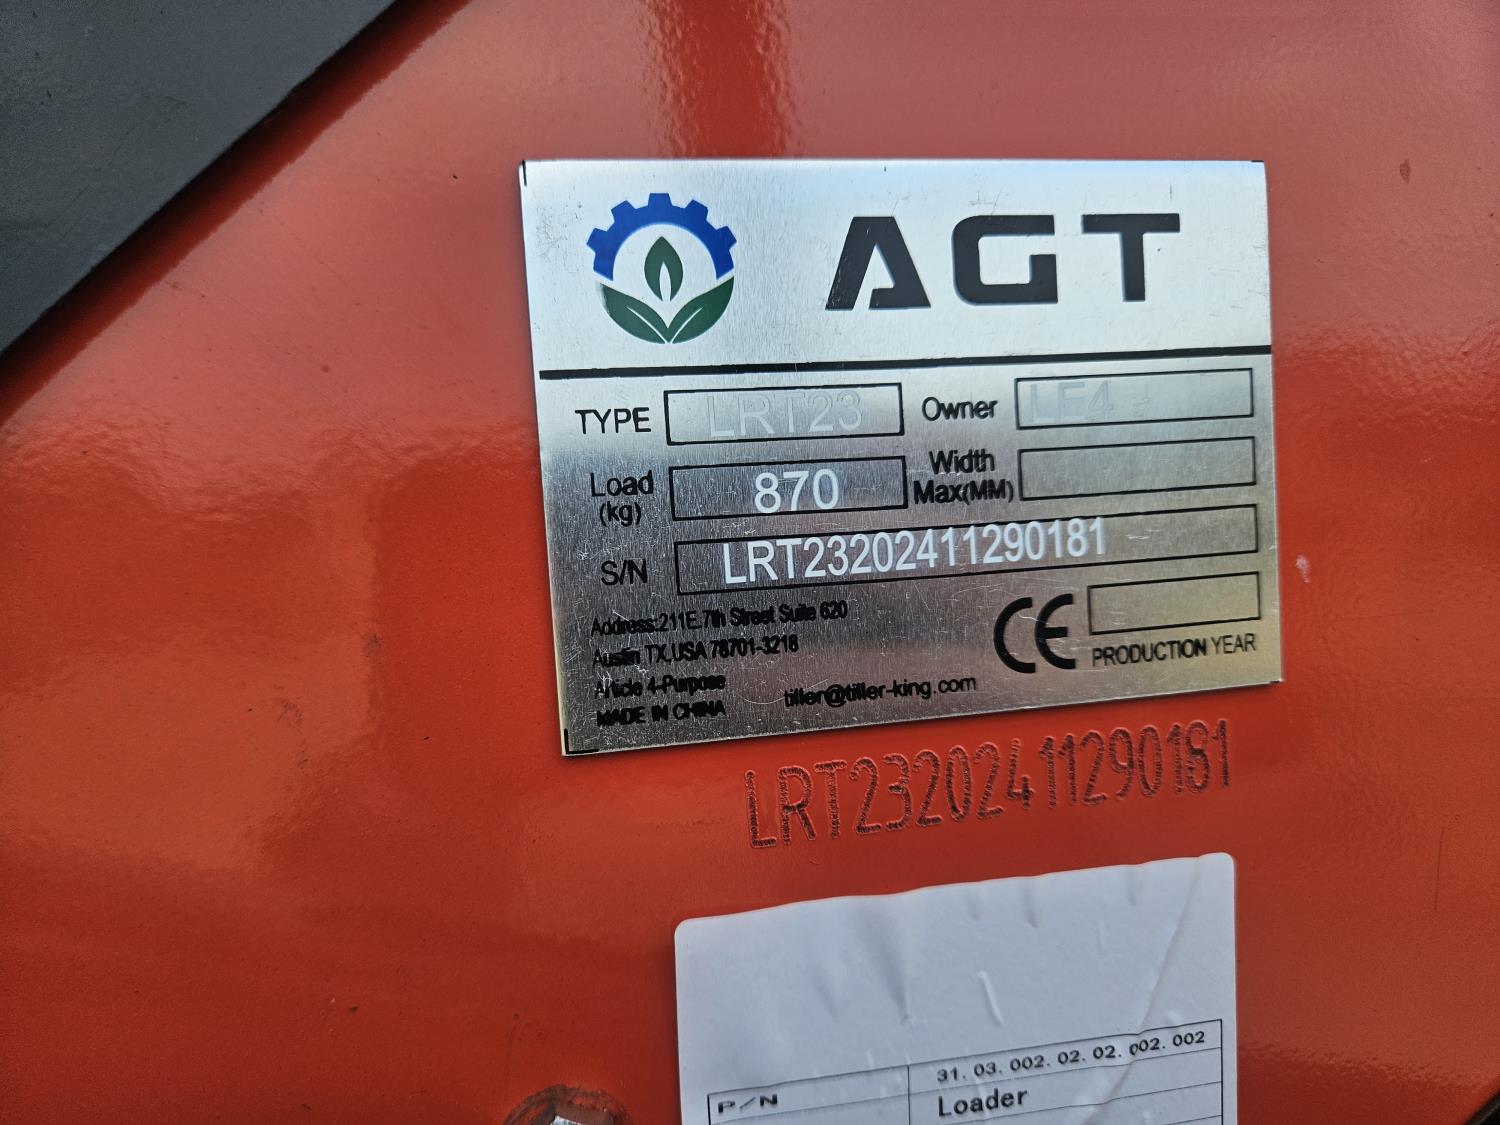 AGT
TYPE LRT23 Owner LE4
Load (kg) 870 Width Max(MM)
S/N LRT23202411290181
Address:211E.7th Street Suite 620
Austin TX.USA 78701-3218
Article 4-Purpose
MADE IN CHINA
tiller@tiller-king.com
CE PRODUCTION YEAR
LRT23202411290181
31. 03. 002. 02. 02. 002. 002
P/N Loader